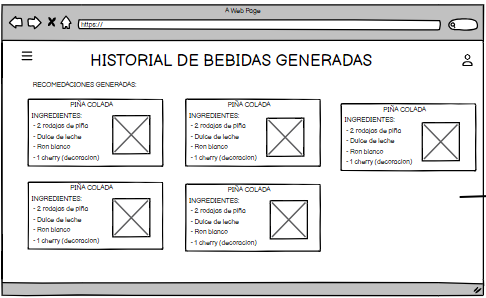 A Web Page
https://
HISTORIAL DE BEBIDAS GENERADAS
RECOMEDACIONES GENERADAS:
PIÑA COLADA
INGREDIENTES:
- 2 rodajas de piña
- Dulce de leche
- Ron blanco
- 1 cherry (decoracion)
PIÑA COLADA
INGREDIENTES:
- 2 rodajas de piña
- Dulce de leche
- Ron blanco
- 1 cherry (decoracion)
PIÑA COLADA
INGREDIENTES:
- 2 rodajas de piña
- Dulce de leche
- Ron blanco
- 1 cherry (decoracion)
PIÑA COLADA
INGREDIENTES:
- 2 rodajas de piña
- Dulce de leche
- Ron blanco
- 1 cherry (decoracion)
PIÑA COLADA
INGREDIENTES:
- 2 rodajas de piña
- Dulce de leche
- Ron blanco
- 1 cherry (decoracion)